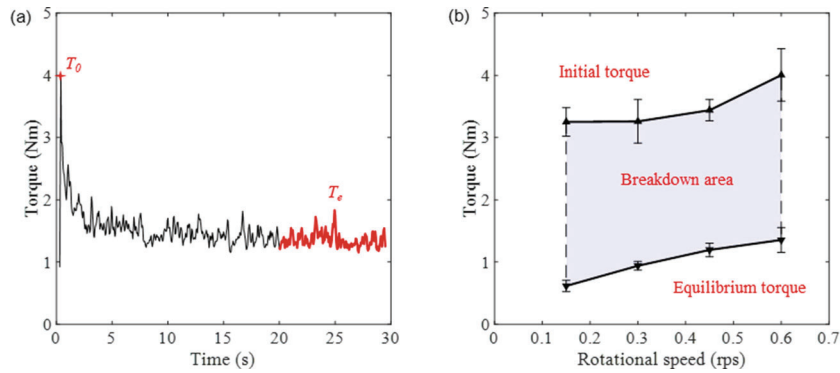 (a)
5
4
3
2
1
0
Torque (Nm)
T0
Te
0 5 10 15 20 25 30
Time (s)
(b)
5
4
3
2
1
0
Torque (Nm)
Initial torque
Breakdown area
Equilibrium torque
0 0.1 0.2 0.3 0.4 0.5 0.6 0.7
Rotational speed (rps)